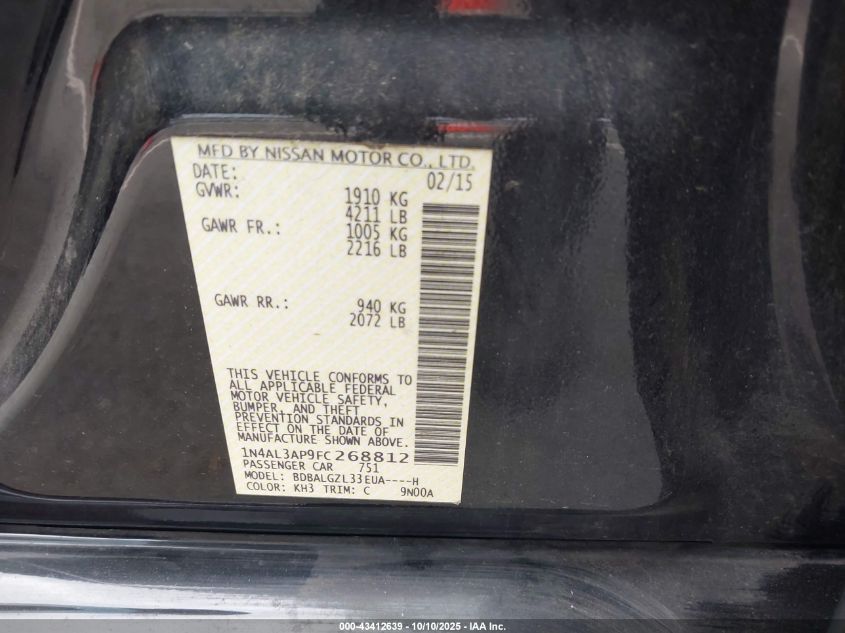 MFD BY NISSAN MOTOR CO., LTD.
DATE: 02/15
GVWR: 1910 KG
4211 LB
GAWR FR.: 1005 KG
2216 LB
GAWR RR.: 940 KG
2072 LB
THIS VEHICLE CONFORMS TO
ALL APPLICABLE FEDERAL
MOTOR VEHICLE SAFETY,
BUMPER, AND THEFT
PREVENTION STANDARDS IN
EFFECT ON THE DATE OF
MANUFACTURE SHOWN ABOVE.
1N4AL3AP9FC268812
PASSENGER CAR 751
MODEL: BDBALGZL33EUA----H
COLOR: KH3 TRIM: C 9N00A
000-43412639 - 10/10/2025 - IAA Inc.